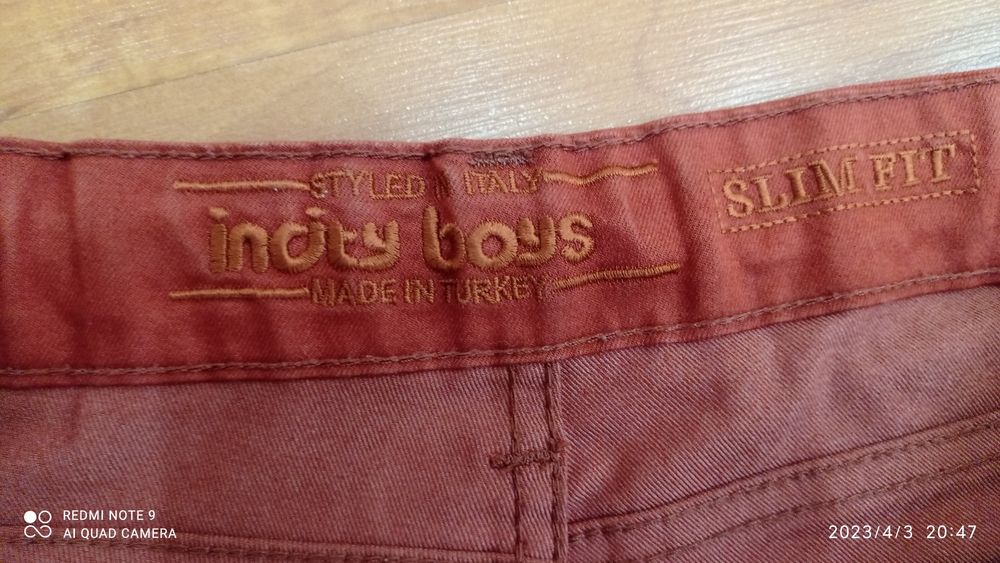 STYLED IN ITALY
incity boys
MADE IN TURKEY
SLIM FIT
REDMI NOTE 9
AI QUAD CAMERA
2023/4/3 20:47